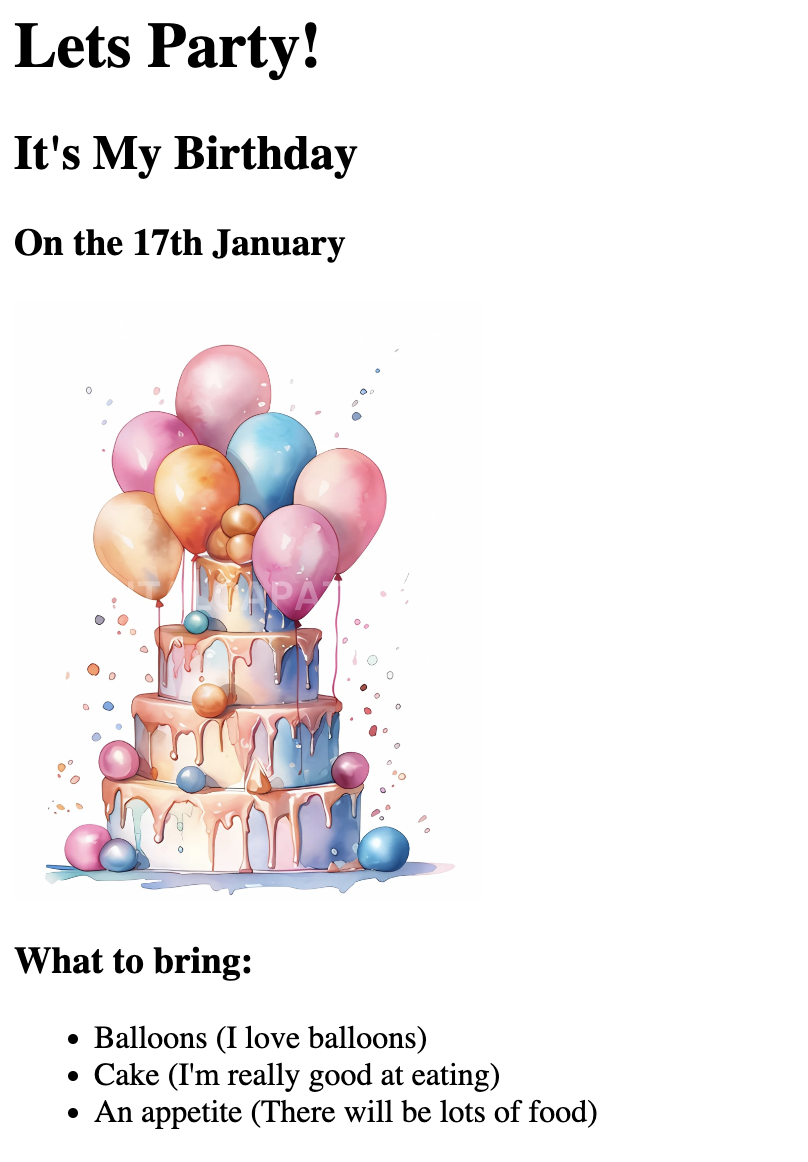 Lets Party!
It's My Birthday
On the 17th January
What to bring:
Balloons (I love balloons)
Cake (I'm really good at eating)
An appetite (There will be lots of food)